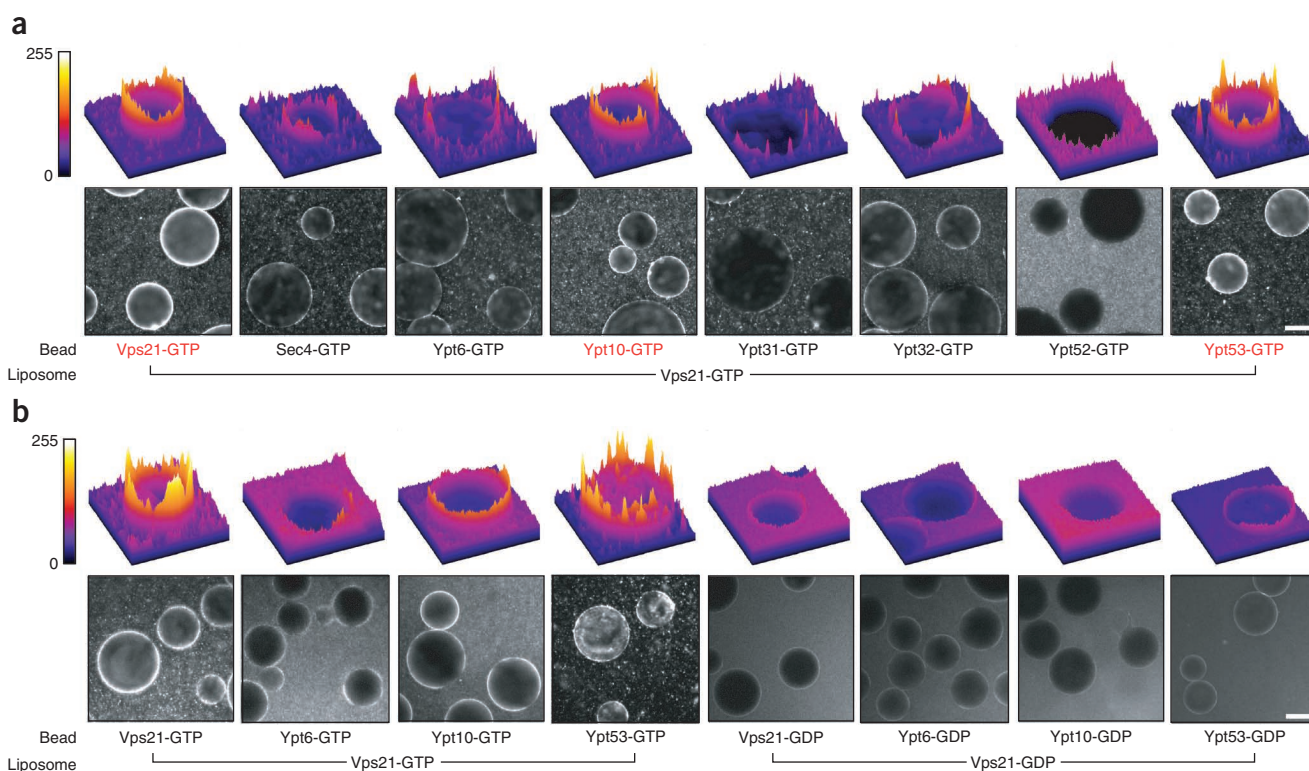 a
255
0
Bead Vps21-GTP Sec4-GTP Ypt6-GTP Ypt10-GTP Ypt31-GTP Ypt32-GTP Ypt52-GTP Ypt53-GTP
Liposome Vps21-GTP
b
255
0
Bead Vps21-GTP Ypt6-GTP Ypt10-GTP Ypt53-GTP Vps21-GDP Ypt6-GDP Ypt10-GDP Ypt53-GDP
Liposome Vps21-GTP Vps21-GDP